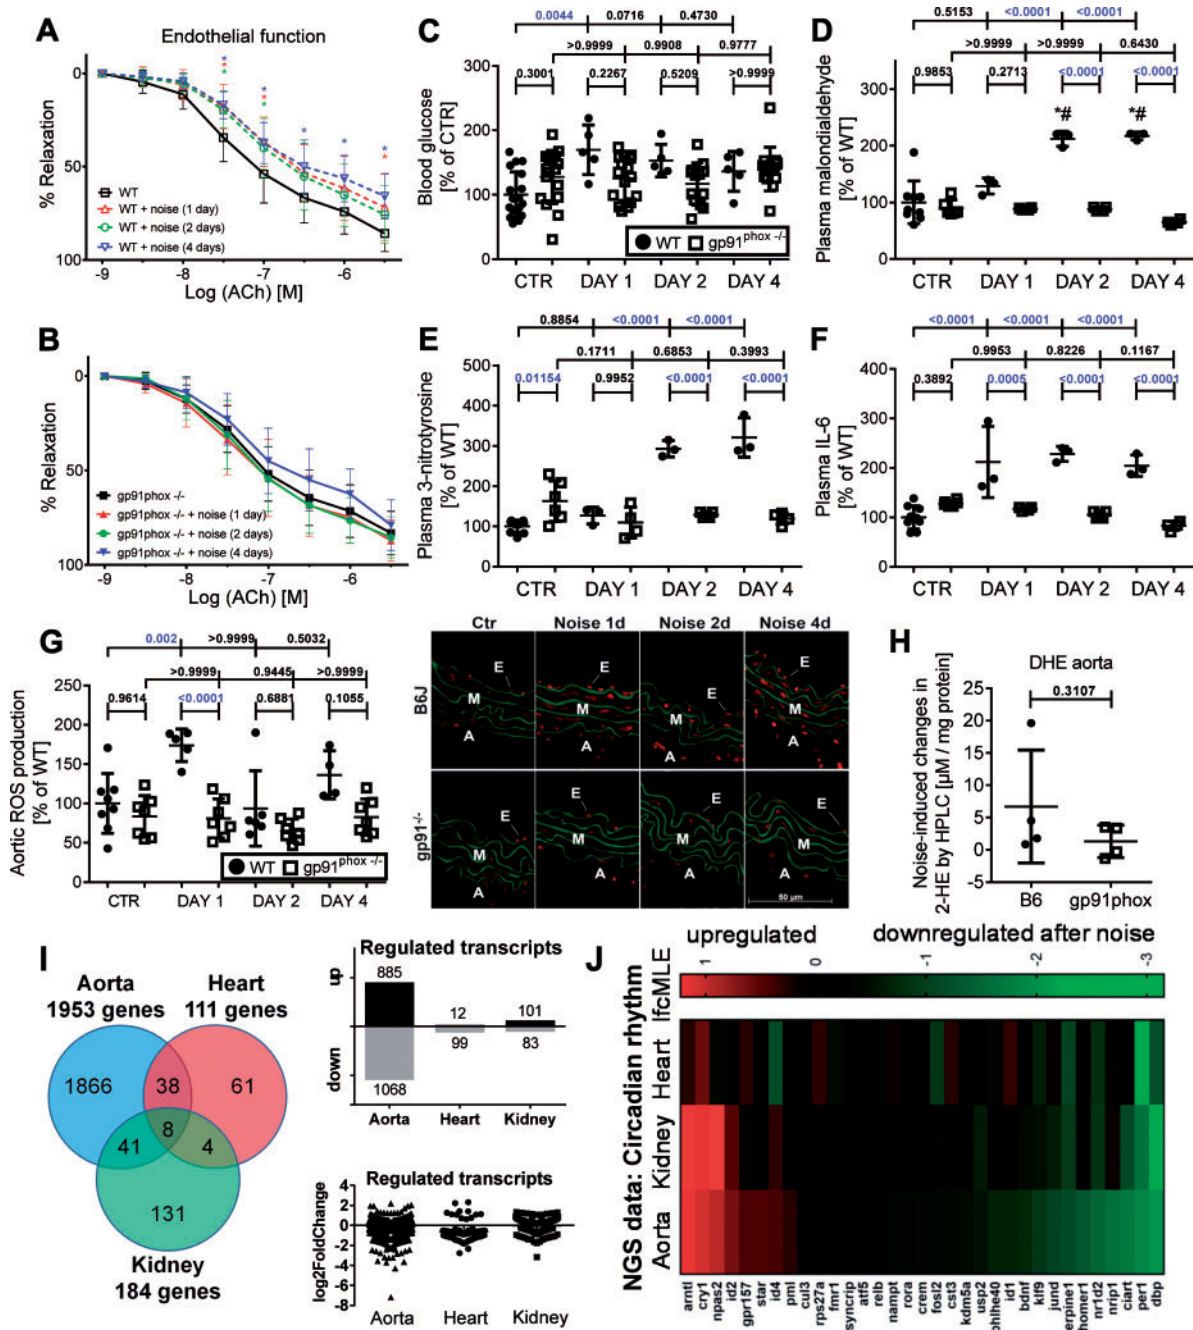 A
Endothelial function
% Relaxation
0
50
100
WT
WT + noise (1 day)
WT + noise (2 days)
WT + noise (4 days)
* * * * * *
-9 -8 -7 -6
Log (ACh) [M]
B
% Relaxation
0
50
100
gp91phox -/-
gp91phox -/- + noise (1 day)
gp91phox -/- + noise (2 days)
gp91phox -/- + noise (4 days)
-9 -8 -7 -6
Log (ACh) [M]
C
0.0044 0.0716 0.4730
>0.9999 0.9908 0.9777
0.3001 0.2267 0.5209 >0.9999
Blood glucose
[% of CTR]
300
200
100
0
WT gp91phox -/-
CTR DAY 1 DAY 2 DAY 4
D
0.5153 <0.0001 <0.0001
>0.9999 >0.9999 0.6430
0.9853 0.2713 <0.0001 <0.0001
*# *#
Plasma malondialdehyde
[% of WT]
300
200
100
0
CTR DAY 1 DAY 2 DAY 4
E
0.8854 <0.0001 <0.0001
0.1711 0.6853 0.3993
0.01154 0.9952 <0.0001 <0.0001
Plasma 3-nitrotyrosine
[% of WT]
500
400
300
200
100
0
CTR DAY 1 DAY 2 DAY 4
F
<0.0001 <0.0001 <0.0001
0.9953 0.8226 0.1167
0.3892 0.0005 <0.0001 <0.0001
Plasma IL-6
[% of WT]
400
300
200
100
0
CTR DAY 1 DAY 2 DAY 4
G
0.002 >0.9999 0.5032
>0.9999 0.9445 >0.9999
0.9614 <0.0001 0.6881 0.1055
Aortic ROS production
[% of WT]
250
200
150
100
50
0
WT gp91phox -/-
CTR DAY 1 DAY 2 DAY 4
Ctr Noise 1d Noise 2d Noise 4d
B6J
E M A
E M A
E M A
E M A
gp91-/-
E M A
E M A
E M A
E M A
50 µm
H
DHE aorta
0.3107
Noise-induced changes in
2-HE by HPLC [µM / mg protein]
25
20
15
10
5
0
-5
B6 gp91phox
I
Aorta
1953 genes
Heart
111 genes
1866 38 61
8
41 4
131
Kidney
184 genes
Regulated transcripts
up
down
885 12 101
1068 99 83
Aorta Heart Kidney
Regulated transcripts
log2FoldChange
4
2
0
-2
-4
-6
-8
Aorta Heart Kidney
J
upregulated downregulated after noise
1 0 -1 -2 -3
NGS data: Circadian rhythm
lfcMLE
Heart
Kidney
Aorta
arntl
cry1
npas2
id2
gpr157
star
id4
pml
cul3
rps27a
fmr1
syncrip
atf5
relb
nampt
rora
crem
fosl2
cst3
kdm5a
usp2
bhlhe40
id1
bdnf
klf9
jund
serpine1
homer1
nr1d2
nrip1
ciart
per1
dbp